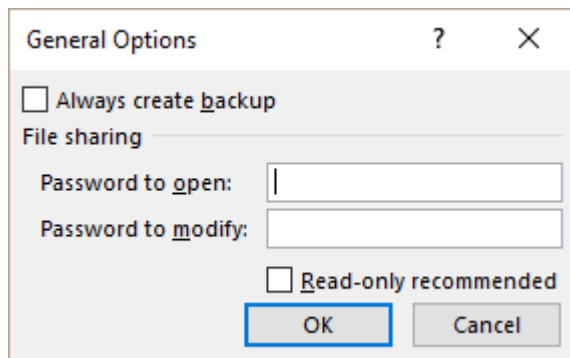 General Options ?
Always create backup
File sharing
Password to open:
Password to modify:
Read-only recommended
OK Cancel